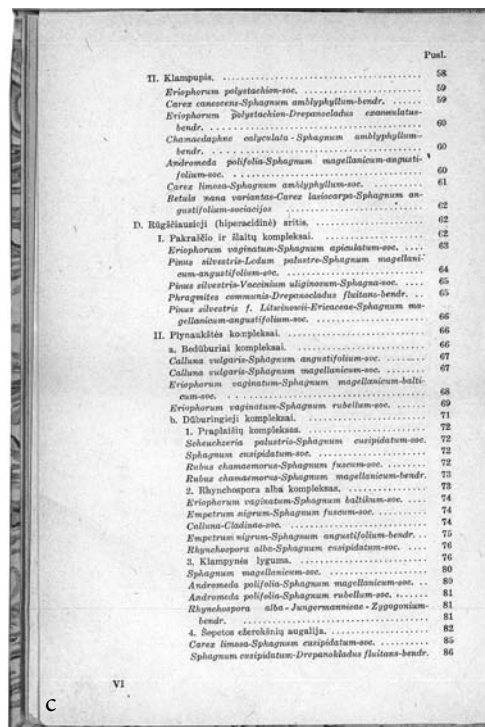 Pusl.
II. Klampupis. 58
Eriophorum polystachion-soc. 59
Carex canescens-Sphagnum amblyphyllum-bendr. 59
Eriophorum polystachion-Drepanocladus exannulatus-
bendr. 60
Chamaedaphne calyculata-Sphagnum amblyphyllum-
bendr. 60
Andromeda polifolia-Sphagnum magellanicum-angusti-
folium-soc. 60
Carex limosa-Sphagnum amblyphyllum-soc. 61
Betula nana variantas-Carex lasiocarpa-Sphagnum an-
gustifolium-sociacijos 62
D. Rūgščiausioji (hiperacidinė) sritis. 62
I. Pakraščio ir šlaitų kompleksai. 62
Eriophorum vaginatum-Sphagnum apiculatum-soc. 63
Pinus silvestris-Ledum palustre-Sphagnum magellani-
cum-angustifolium-soc. 64
Pinus silvestris-Vaccinium uliginosum-Sphagna-soc. 65
Phragmites communis-Drepanocladus fluitans-bendr. 65
Pinus silvestris f. Litwinowii-Ericaceae-Sphagnum ma-
gellanicum-angustifolium-soc. 66
II. Plynaukštės kompleksai. 66
a. Bedūburiai kompleksai. 66
Calluna vulgaris-Sphagnum angustifolium-soc. 67
Calluna vulgaris-Sphagnum magellanicum-soc. 67
Eriophorum vaginatum-Sphagnum magellanicum-balti-
cum-soc. 68
Eriophorum vaginatum-Sphagnum rubellum-soc. 69
b. Dūburingieji kompleksai. 71
1. Praplaišių kompleksas. 72
Scheuchzeria palustris-Sphagnum cuspidatum-soc. 72
Sphagnum cuspidatum-soc. 72
Rubus chamaemorus-Sphagnum fuscum-soc. 72
Rubus chamaemorus-Sphagnum magellanicum-bendr. 73
2. Rhynchospora alba kompleksas. 73
Eriophorum vaginatum-Sphagnum baltikum-soc. 74
Empetrum nigrum-Sphagnum fuscum-soc. 74
Calluna-Cladinae-soc. 74
Empetrum nigrum-Sphagnum angustifolium-bendr. 75
Rhynchospora alba-Sphagnum cuspidatum-soc. 76
3. Klampynės lyguma. 76
Sphagnum magellanicum-soc. 80
Andromeda polifolia-Sphagnum magellanicum-soc. 80
Andromeda polifolia-Sphagnum rubellum-soc. 81
Rhynchospora alba-Jungermannieae-Zygogonium-
bendr. 81
4. Šepetos ežerokšnių augalija. 82
Carex limosa-Sphagnum cuspidatum-soc. 85
Sphagnum cuspidatum-Drepanokladus fluitans-bendr. 86
VI
C